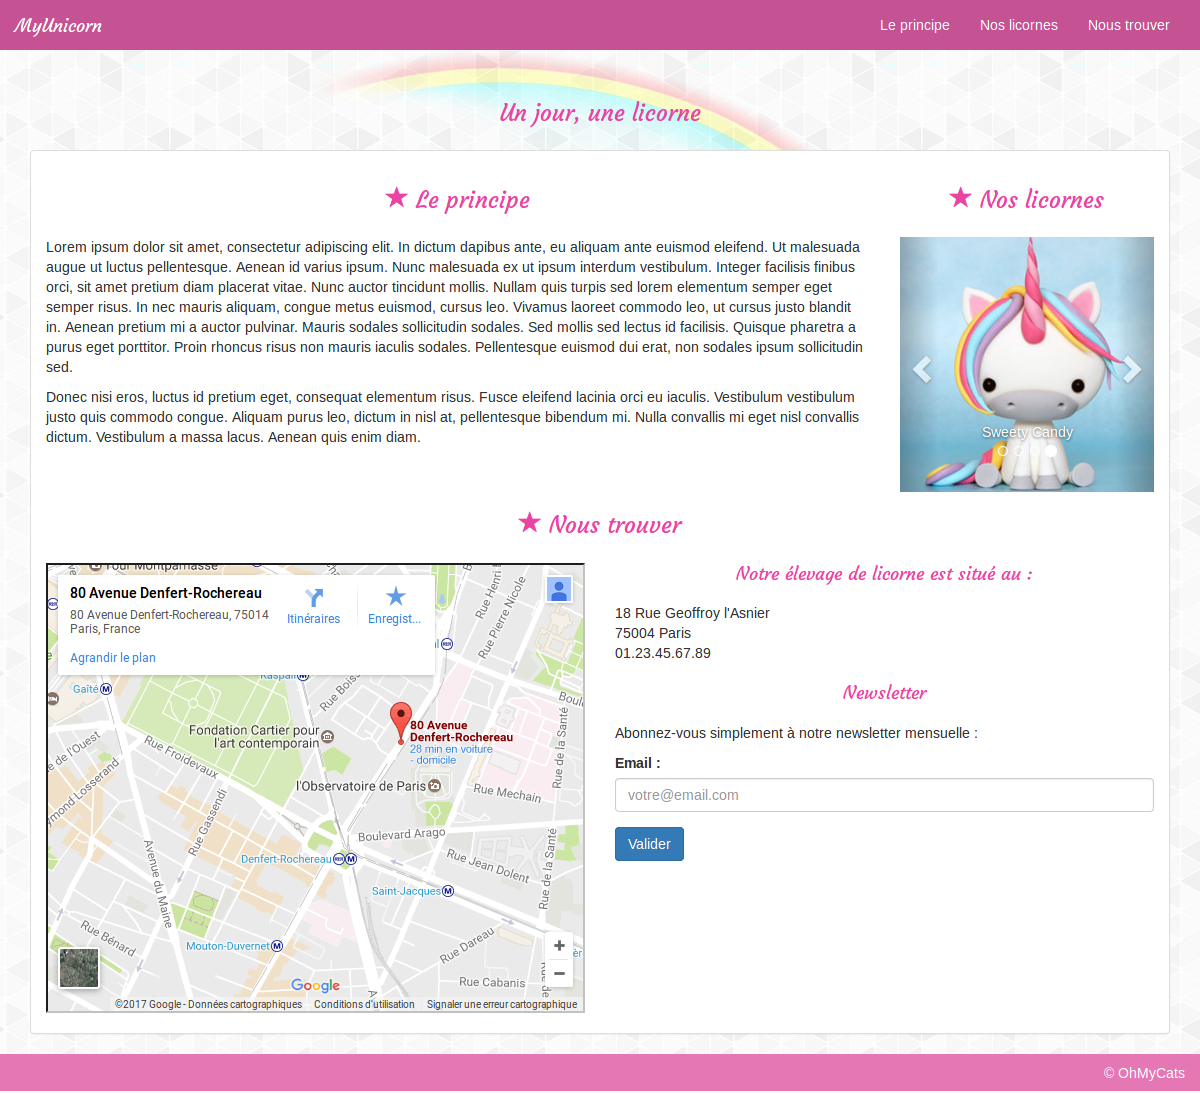 MyUnicorn
Le principe
Nos licornes
Nous trouver
Un jour, une licorne
Le principe
Lorem ipsum dolor sit amet, consectetur adipiscing elit. In dictum dapibus ante, eu aliquam ante euismod eleifend. Ut malesuada
augue ut luctus pellentesque. Aenean id varius ipsum. Nunc malesuada ex ut ipsum interdum vestibulum. Integer facilisis finibus
orci, sit amet pretium diam placerat vitae. Nunc auctor tincidunt mollis. Nullam quis turpis sed lorem elementum semper eget
semper risus. In nec mauris aliquam, congue metus euismod, cursus leo. Vivamus laoreet commodo leo, ut cursus justo blandit
in. Aenean pretium mi a auctor pulvinar. Mauris sodales sollicitudin sodales. Sed mollis sed lectus id facilisis. Quisque pharetra a
purus eget porttitor. Proin rhoncus risus non mauris iaculis sodales. Pellentesque euismod dui erat, non sodales ipsum sollicitudin
sed.
Donec nisi eros, luctus id pretium eget, consequat elementum risus. Fusce eleifend lacinia orci eu iaculis. Vestibulum vestibulum
justo quis commodo congue. Aliquam purus leo, dictum in nisl at, pellentesque bibendum mi. Nulla convallis mi eget nisl convallis
dictum. Vestibulum a massa lacus. Aenean quis enim diam.
Nos licornes
Sweety Candy
Nous trouver
80 Avenue Denfert-Rochereau
80 Avenue Denfert-Rochereau, 75014
Paris, France
Itinéraires
Enregist...
Agrandir le plan
Rue Henri
Rue Pierre Nicole
Raspail
Rue Boiss
Gaîté
Boule
Fondation Cartier pour
l'art contemporain
80 Avenue
Denfert-Rochereau
28 min en voiture
- domicile
Rue de la Santé
e de l'Ouest
Rue Froidevaux
ymond Losserand
l'Observatoire de Paris
Rue Mechain
Rue Gassendi
Boulevard Arago
Avenue du Maine
Denfert-Rochereau
Rue Jean Dolent
Rue de la Santé
Saint-Jacques
Rue Bénard
Mouton-Duvernet
Rue Dareau
Rue Cabanis
Google
©2017 Google - Données cartographiques
Conditions d'utilisation
Signaler une erreur cartographique
Notre élevage de licorne est situé au :
18 Rue Geoffroy l'Asnier
75004 Paris
01.23.45.67.89
Newsletter
Abonnez-vous simplement à notre newsletter mensuelle :
Email :
votre@email.com
Valider
© OhMyCats